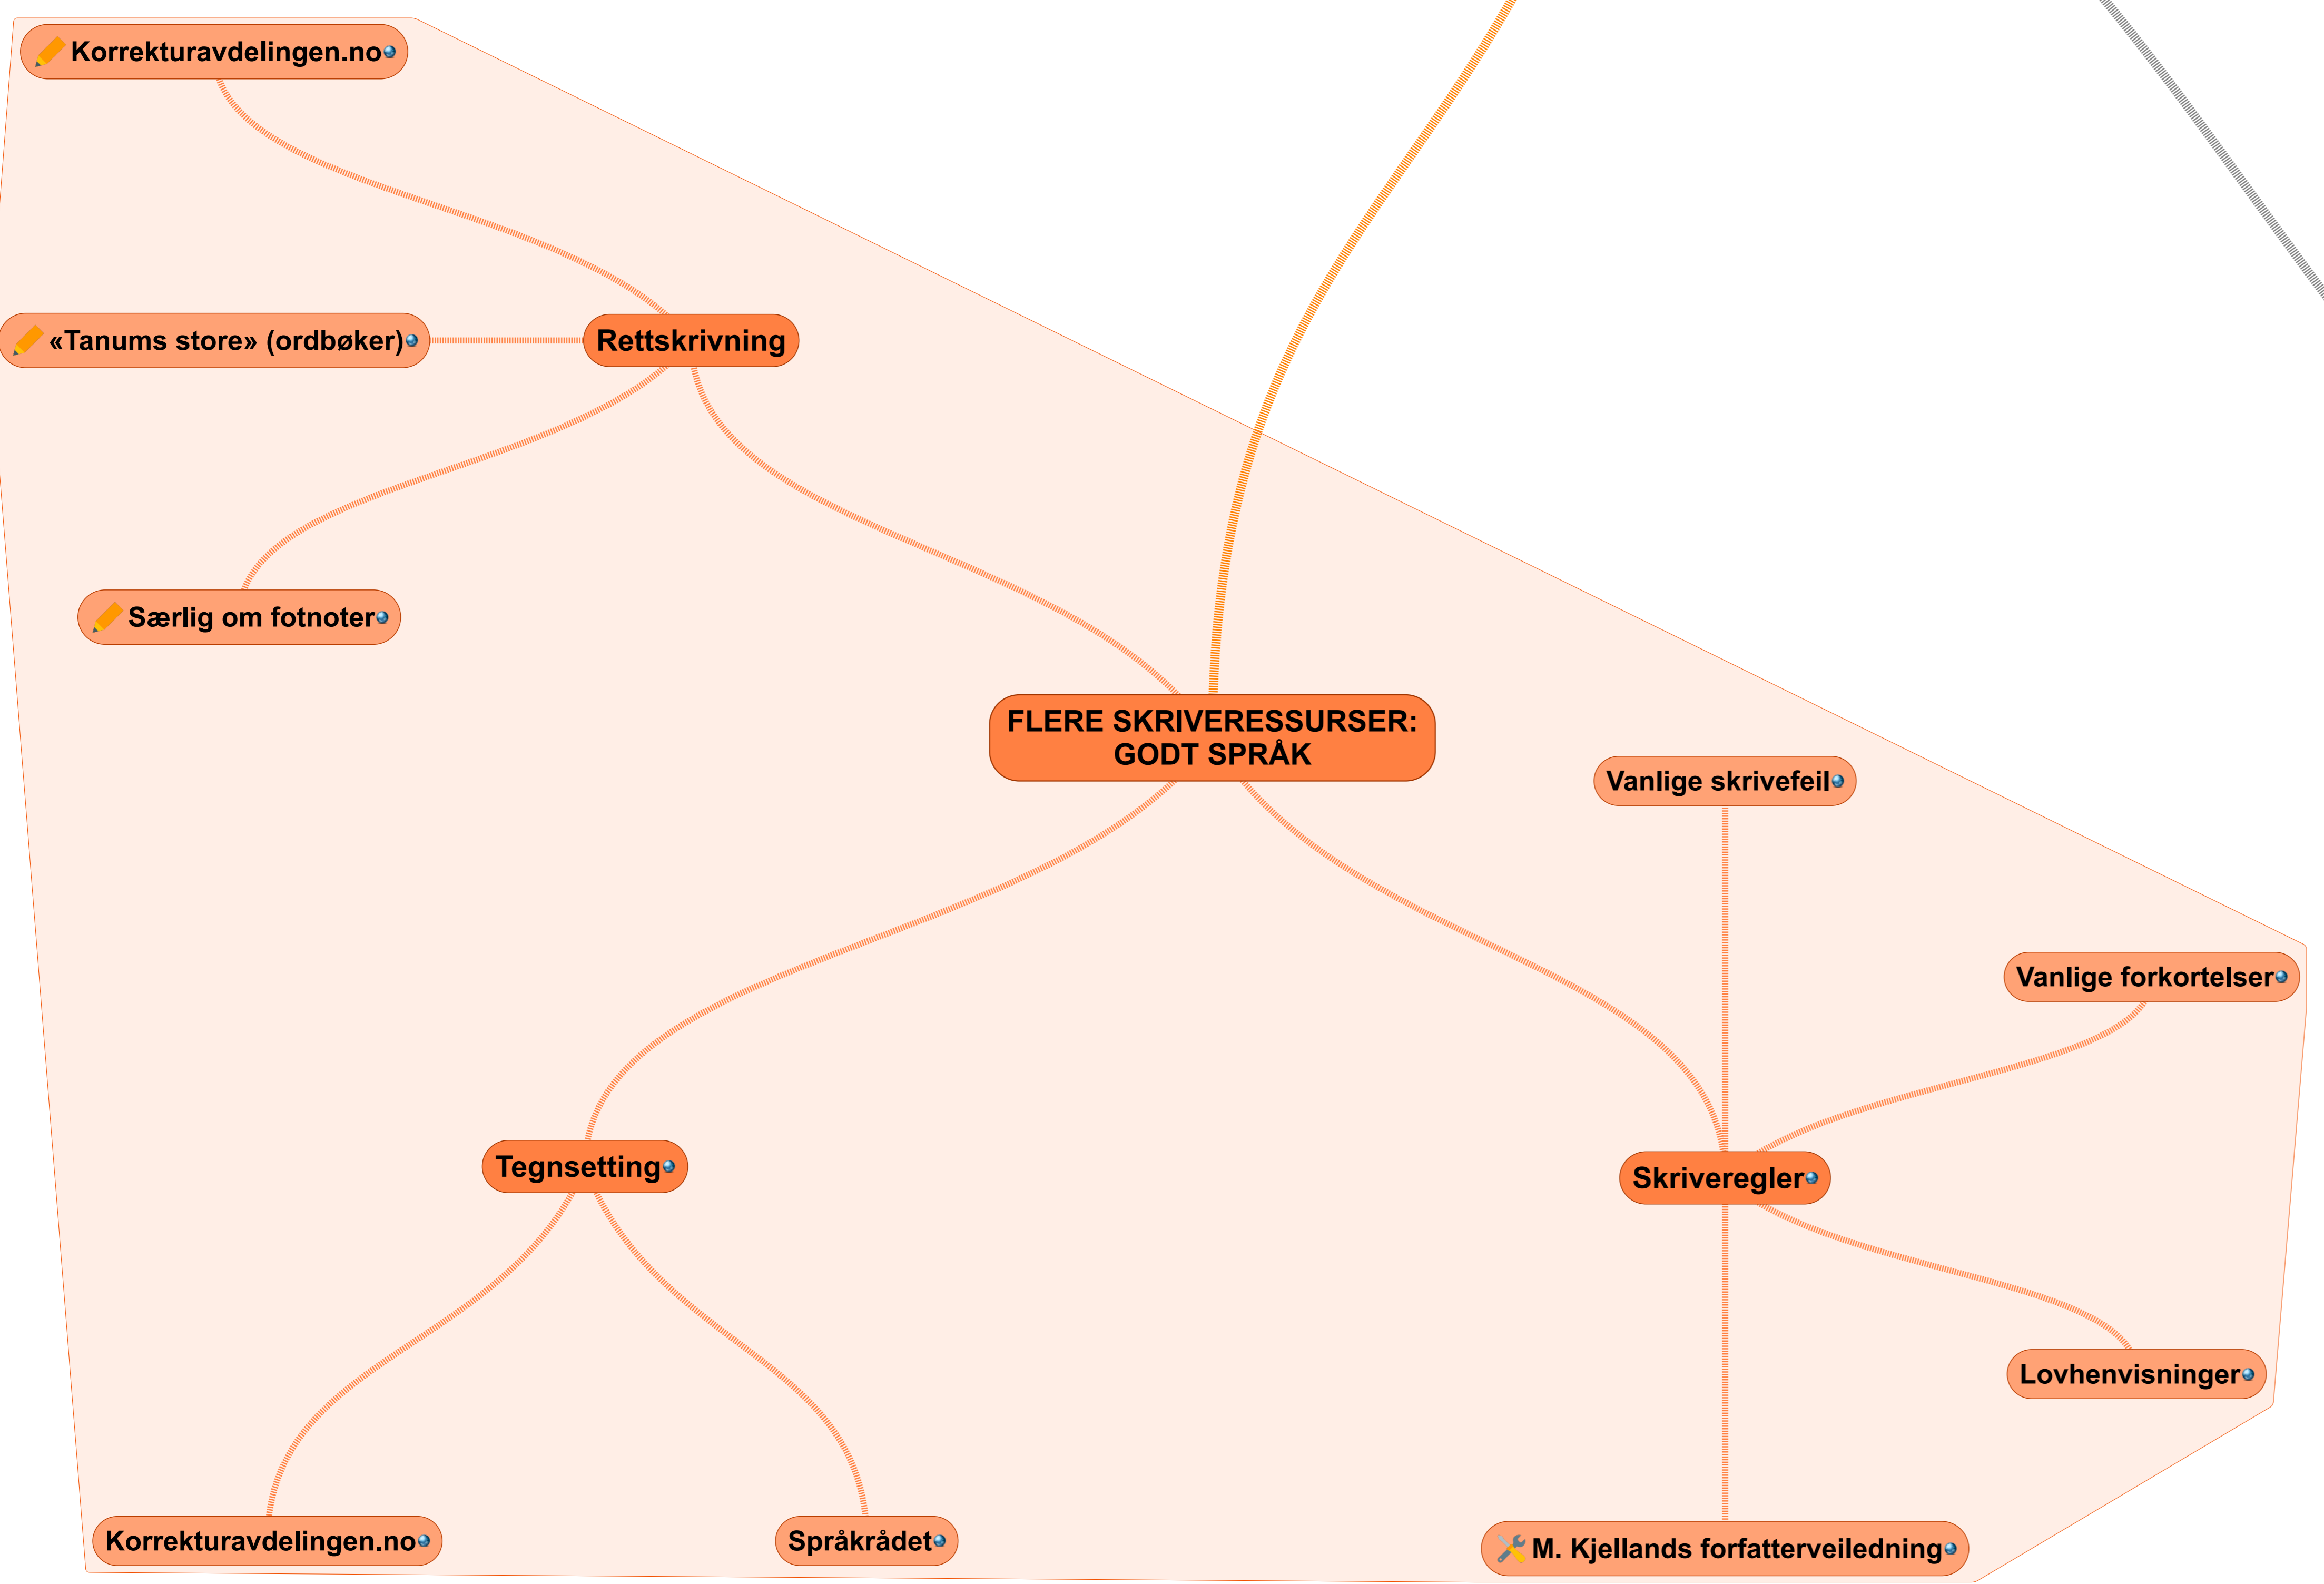 Korrekturavdelingen.no
«Tanums store» (ordbøker)
Rettskrivning
Særlig om fotnoter
FLERE SKRIVERESSURSER:
GODT SPRÅK
Vanlige skrivefeil
Vanlige forkortelser
Tegnsetting
Skriveregler
Lovhenvisninger
Korrekturavdelingen.no
Språkrådet
M. Kjellands forfatterveiledning